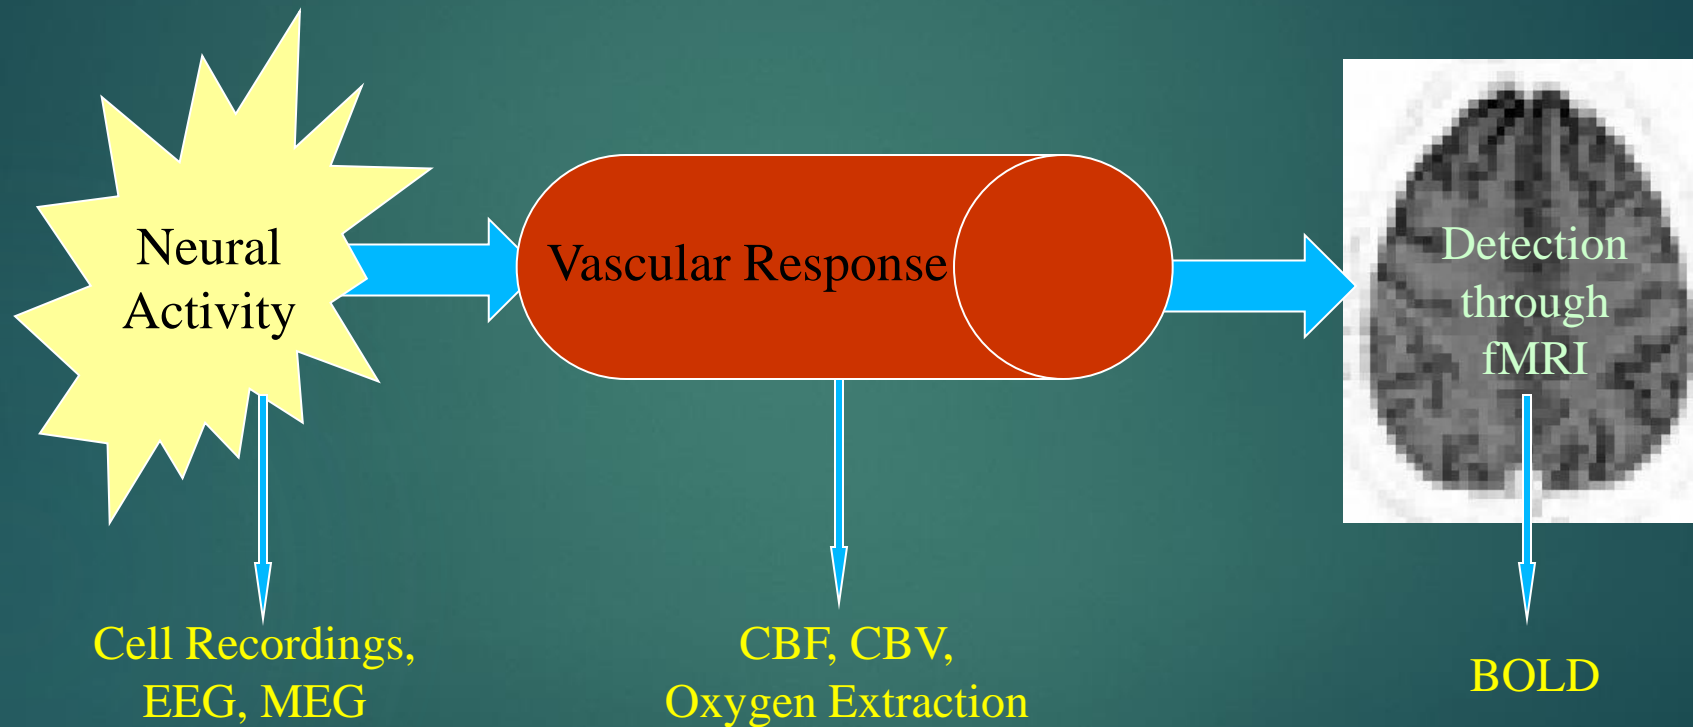 Neural
Activity
Vascular Response
Detection
through
fMRI
Cell Recordings,
EEG, MEG
CBF, CBV,
Oxygen Extraction
BOLD